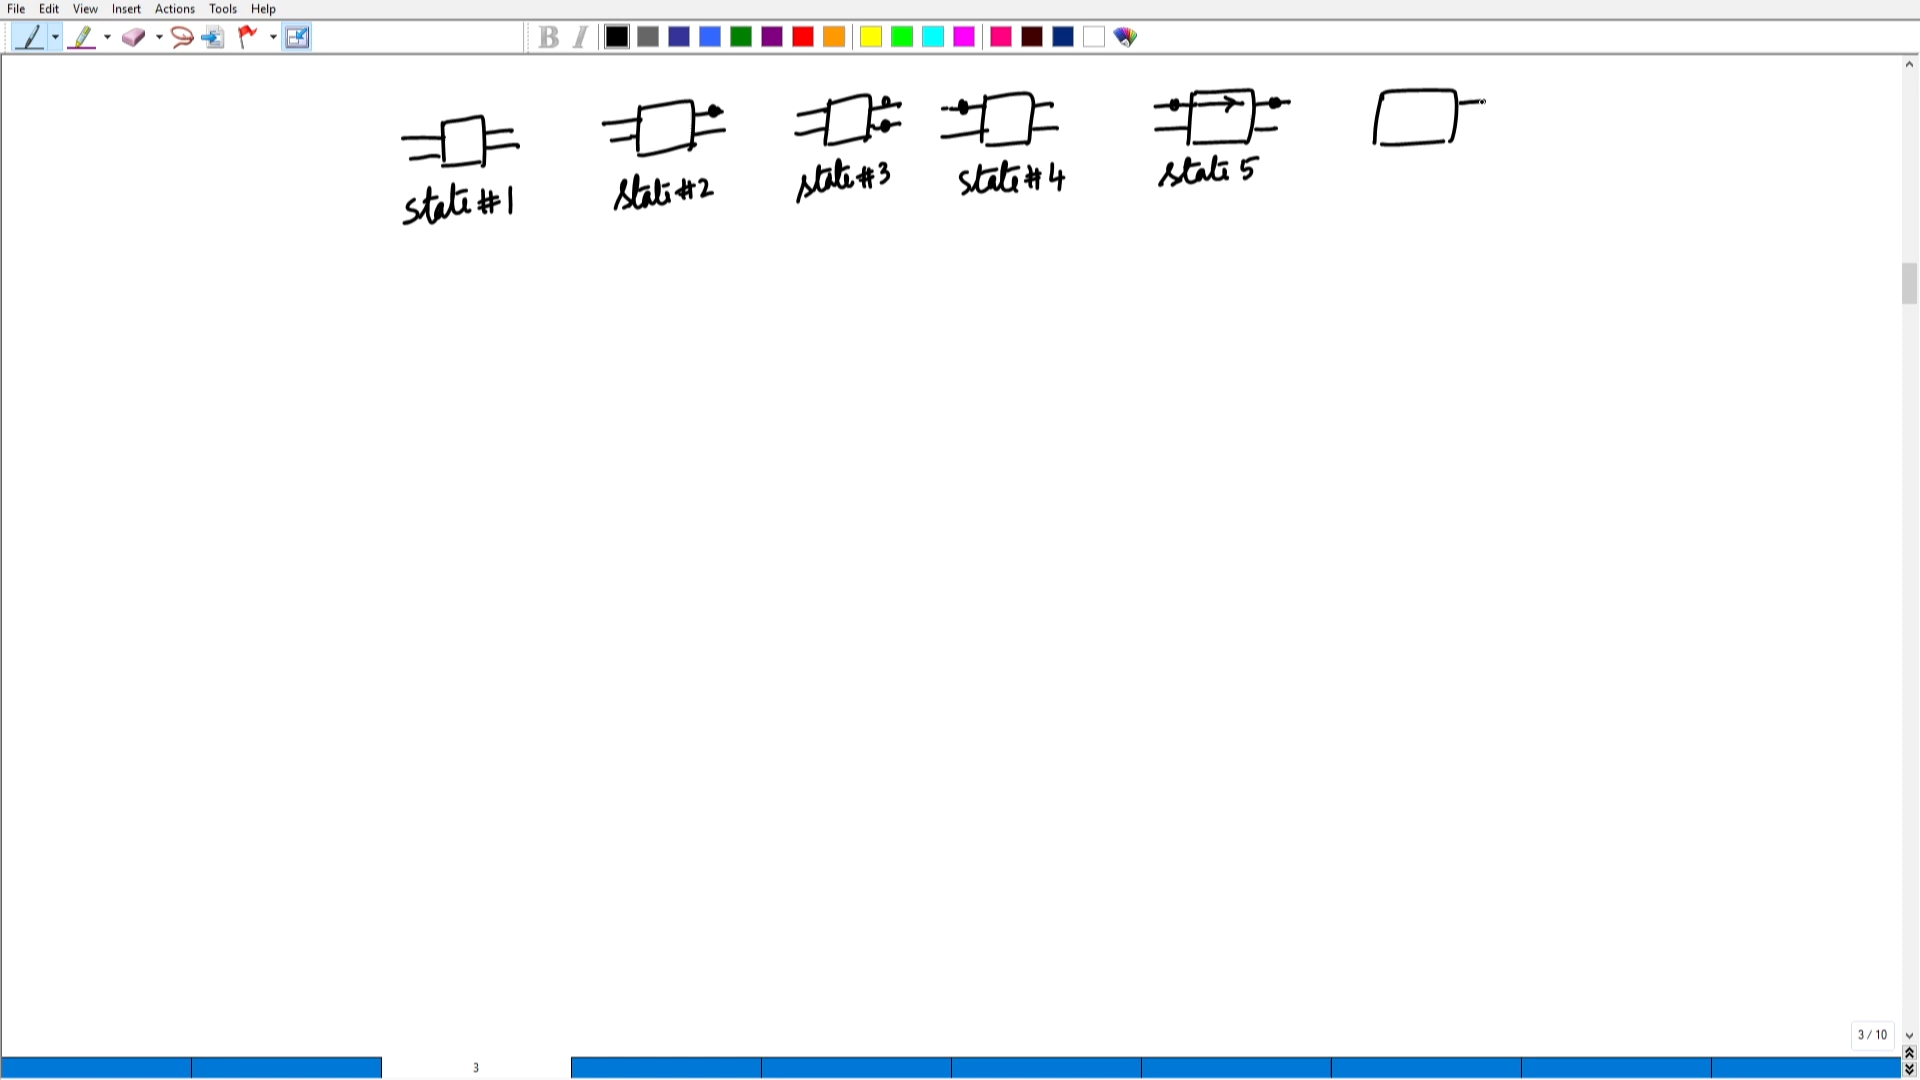 File Edit View Insert Actions Tools Help
B I
state #1
state #2
state #3
state #4
state 5
3 / 10
3